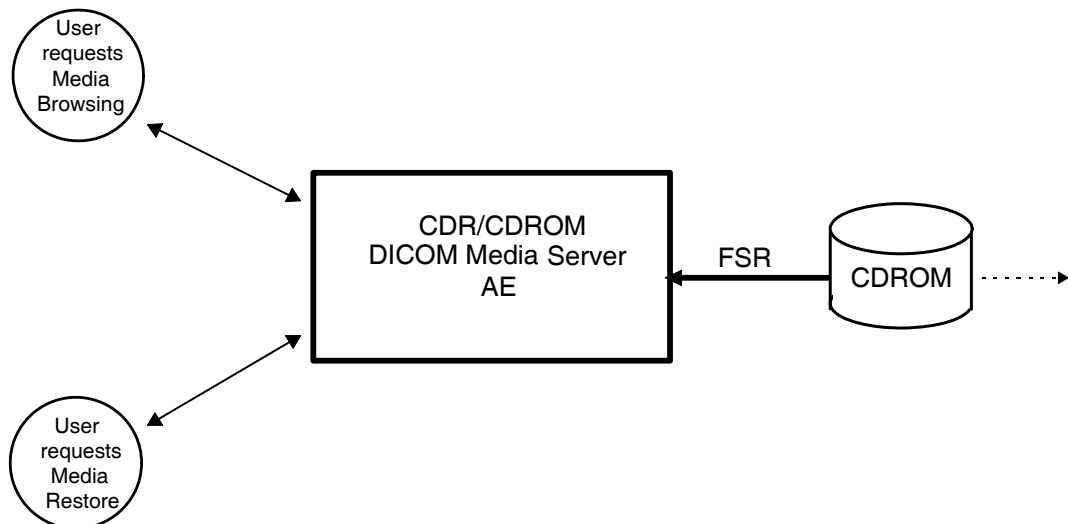 User
requests
Media
Browsing
CDR/CDROM
DICOM Media Server
AE
FSR
CDROM
User
requests
Media
Restore